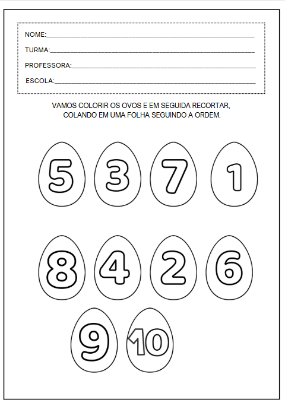 NOME:
TURMA:
PROFESSORA:
ESCOLA:
VAMOS COLORIR OS OVOS E EM SEGUIDA RECORTAR,
COLANDO EM UMA FOLHA SEGUINDO A ORDEM.
5 3 7 1
8 4 2 6
9 10